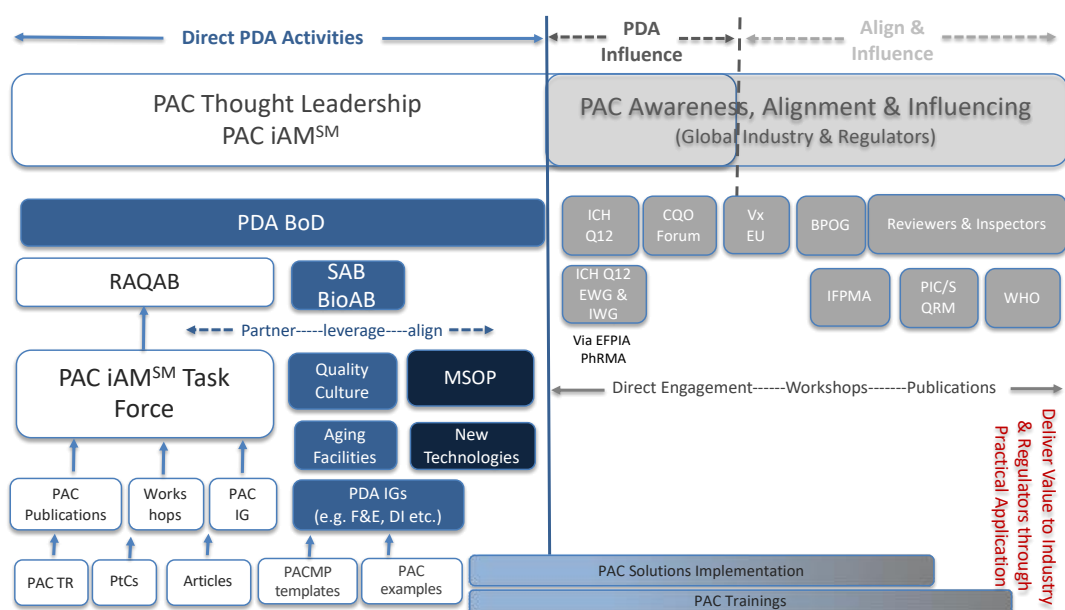 Direct PDA Activities
PDA
Influence
Align &
Influence
PAC Thought Leadership
PAC iAM^SM
PAC Awareness, Alignment & Influencing
(Global Industry & Regulators)
PDA BoD
ICH
Q12
CQO
Forum
Vx
EU
BPOG
Reviewers & Inspectors
RAQAB
SAB
BioAB
ICH Q12
EWG &
IWG
IFPMA
PIC/S
QRM
WHO
Via EFPIA
PhRMA
Partner-----leverage----align
PAC iAM^SM Task
Force
Quality
Culture
MSOP
Direct Engagement------Workshops-------Publications
Aging
Facilities
New
Technologies
Deliver Value to Industry
& Regulators through
Practical Application
PAC
Publications
Works
hops
PAC
IG
PDA IGs
(e.g. F&E, DI etc.)
PAC TR
PtCs
Articles
PACMP
templates
PAC
examples
PAC Solutions Implementation
PAC Trainings